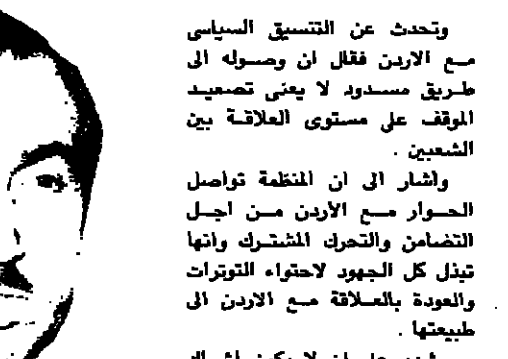 وتحدث عن التنسيق السياسى
مع الاردن فقال ان وصوله الى
طريق مسدود لا يعنى تصعيد
الموقف على مستوى العلاقة بين
الشعبين .
وأشار الى ان المنظمة تواصل
الحوار مع الأردن من اجل
التضامن والتحرك المشترك وانها
تبذل كل الجهود لاحتواء التوترات
والعودة بالعلاقة مع الاردن الى
طبيعتها .